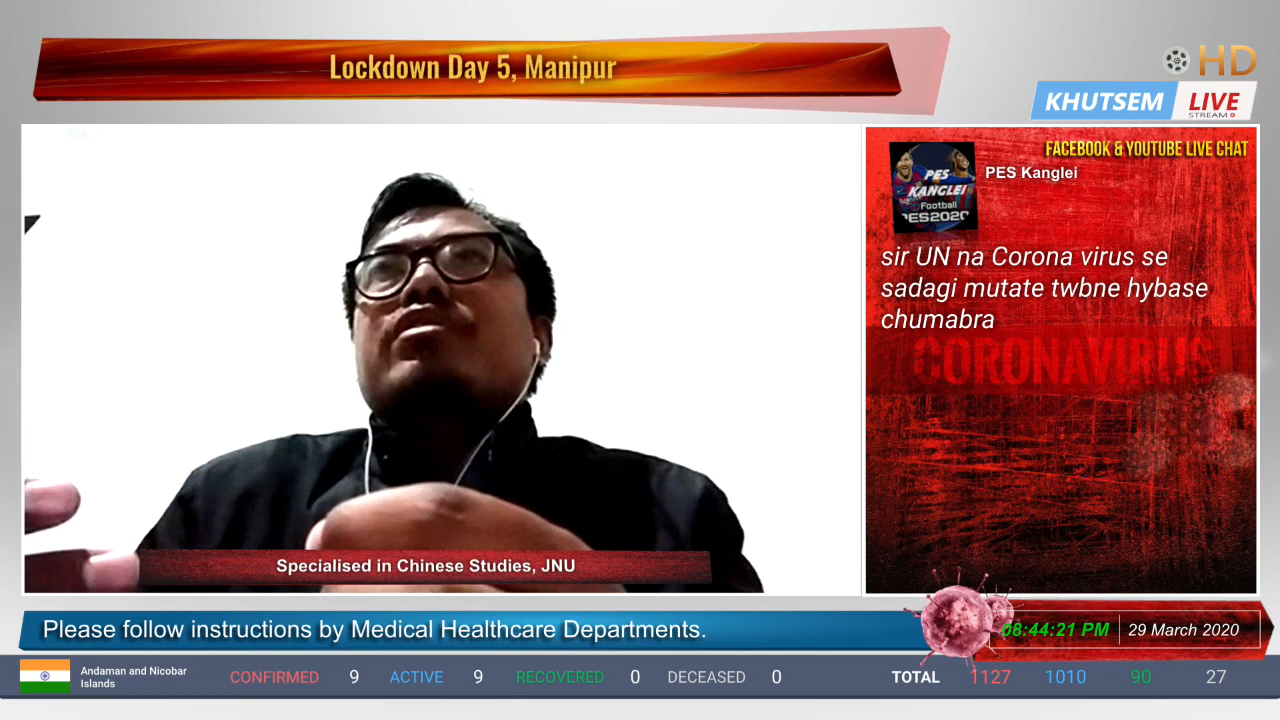 Lockdown Day 5, Manipur
HD
KHUTSEM LIVE
STREAM
FACEBOOK & YOUTUBE LIVE CHAT
PES
KANGLEI
Football
PES2020
PES Kanglei
sir UN na Corona virus se
sadagi mutate twbne hybase
chumabra
CORONAVIRUS
Specialised in Chinese Studies, JNU
Please follow instructions by Medical Healthcare Departments.
08:44:21 PM 29 March 2020
Andaman and Nicobar
Islands
CONFIRMED 9 ACTIVE 9 RECOVERED 0 DECEASED 0 TOTAL 1127 1010 90 27